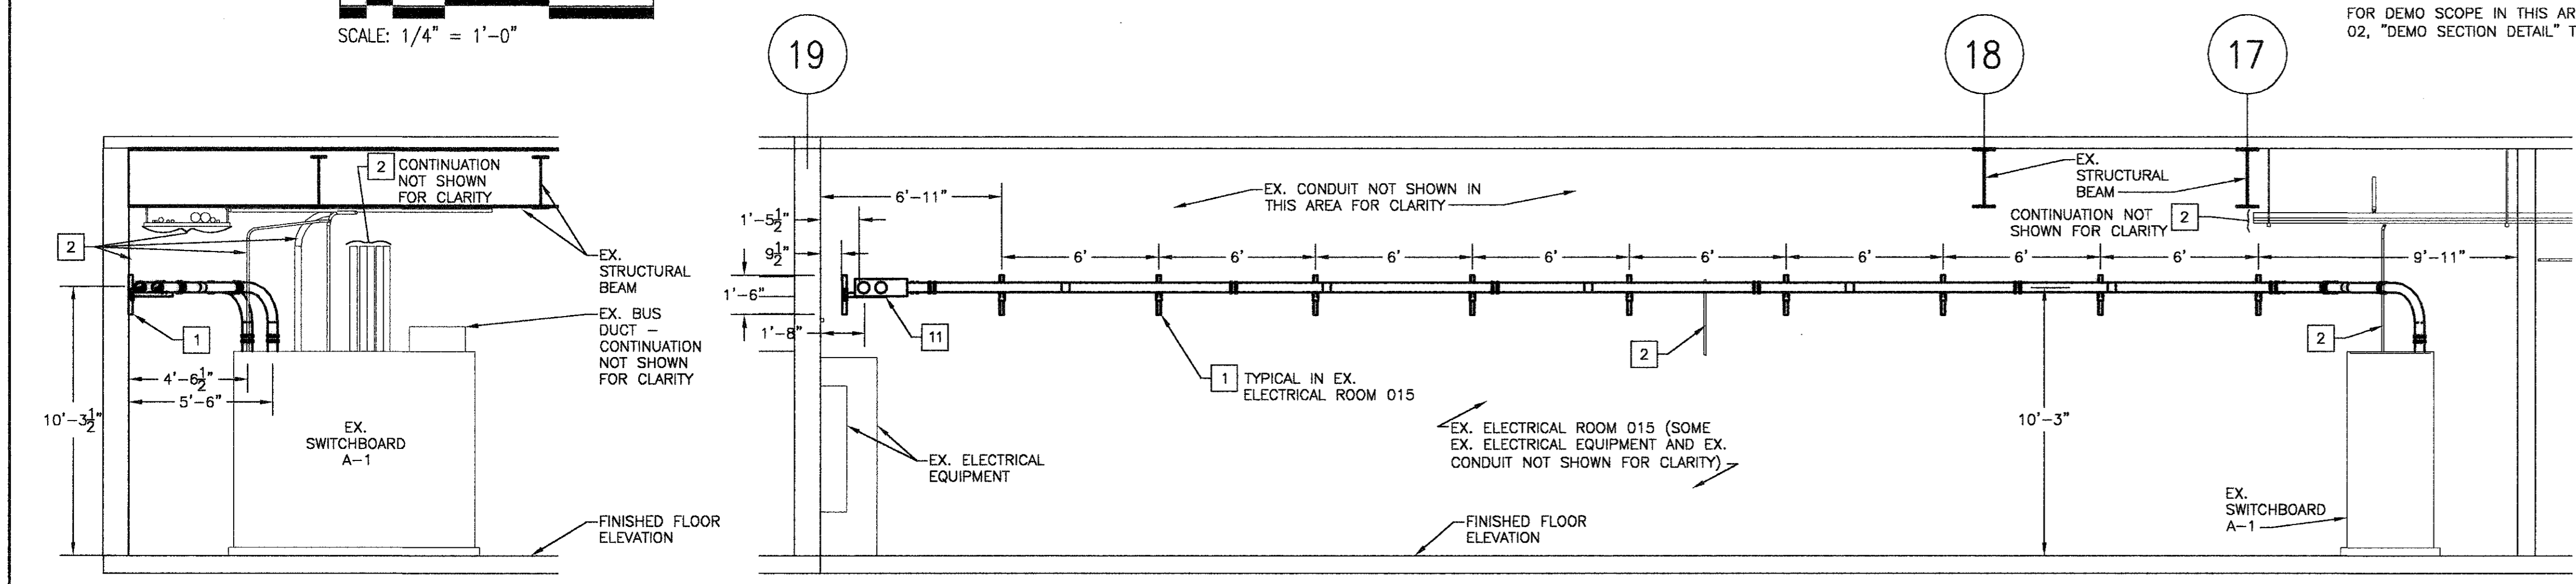 SCALE: 1/4" = 1'-0"
FOR DEMO SCOPE IN THIS AR
02, "DEMO SECTION DETAIL" T
19
18
17
2
CONTINUATION
NOT SHOWN
FOR CLARITY
2
EX.
STRUCTURAL
BEAM
EX. BUS
DUCT –
CONTINUATION
NOT SHOWN
FOR CLARITY
1
4'-6 1/2"
5'-6"
10'-3 1/2"
EX.
SWITCHBOARD
A-1
FINISHED FLOOR
ELEVATION
6'-11"
1'-5 1/2"
9 1/2"
1'-6"
1'-8"
11
EX. CONDUIT NOT SHOWN IN
THIS AREA FOR CLARITY
EX.
STRUCTURAL
BEAM
CONTINUATION NOT
SHOWN FOR CLARITY
2
6'
6'
6'
6'
6'
6'
6'
6'
9'-11"
1
TYPICAL IN EX.
ELECTRICAL ROOM 015
2
2
EX. ELECTRICAL
EQUIPMENT
EX. ELECTRICAL ROOM 015 (SOME
EX. ELECTRICAL EQUIPMENT AND EX.
CONDUIT NOT SHOWN FOR CLARITY)
10'-3"
EX.
SWITCHBOARD
A-1
FINISHED FLOOR
ELEVATION